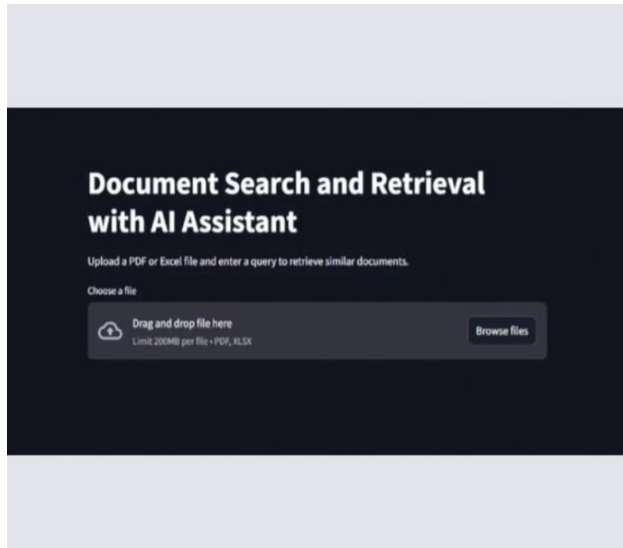 Document Search and Retrieval
with AI Assistant
Upload a PDF or Excel file and enter a query to retrieve similar documents.
Choose a file
Drag and drop file here
Limit 200MB per file • PDF, XLSX
Browse files